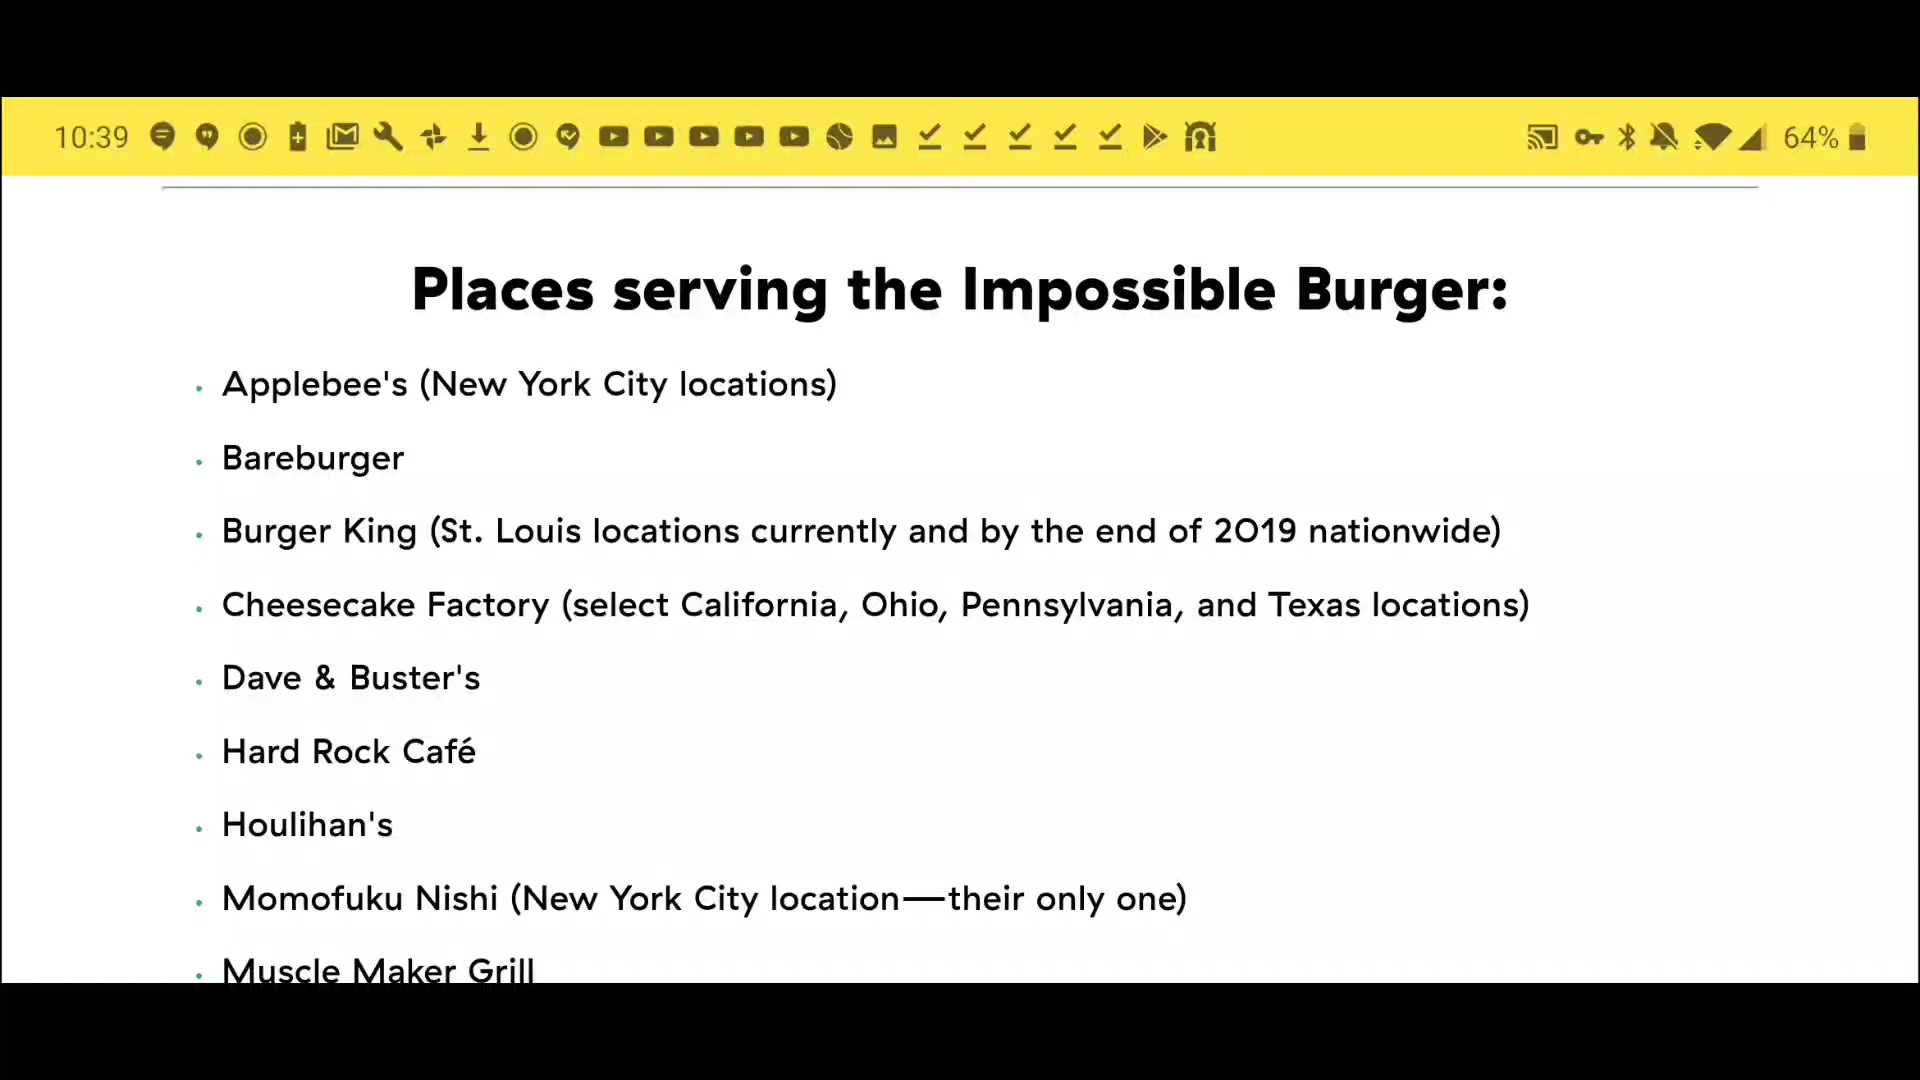 10:39 64%
Places serving the Impossible Burger:
Applebee's (New York City locations)
Bareburger
Burger King (St. Louis locations currently and by the end of 2019 nationwide)
Cheesecake Factory (select California, Ohio, Pennsylvania, and Texas locations)
Dave & Buster's
Hard Rock Café
Houlihan's
Momofuku Nishi (New York City location—their only one)
Muscle Maker Grill